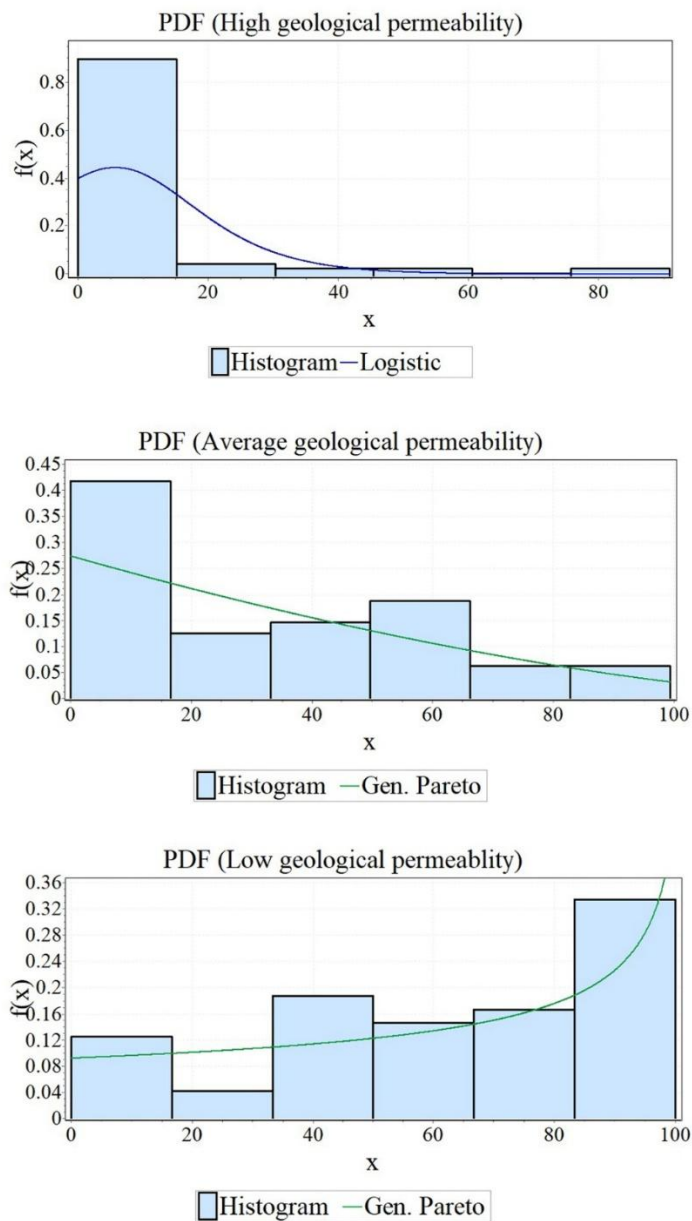 PDF (High geological permeability)
f(x)
0.8
0.6
0.4
0.2
0
0 20 40 60 80
x
Histogram Logistic
PDF (Average geological permeability)
f(x)
0.45
0.4
0.35
0.3
0.25
0.2
0.15
0.1
0.05
0
0 20 40 60 80 100
x
Histogram Gen. Pareto
PDF (Low geological permeablity)
f(x)
0.36
0.32
0.28
0.24
0.2
0.16
0.12
0.08
0.04
0
0 20 40 60 80 100
x
Histogram Gen. Pareto